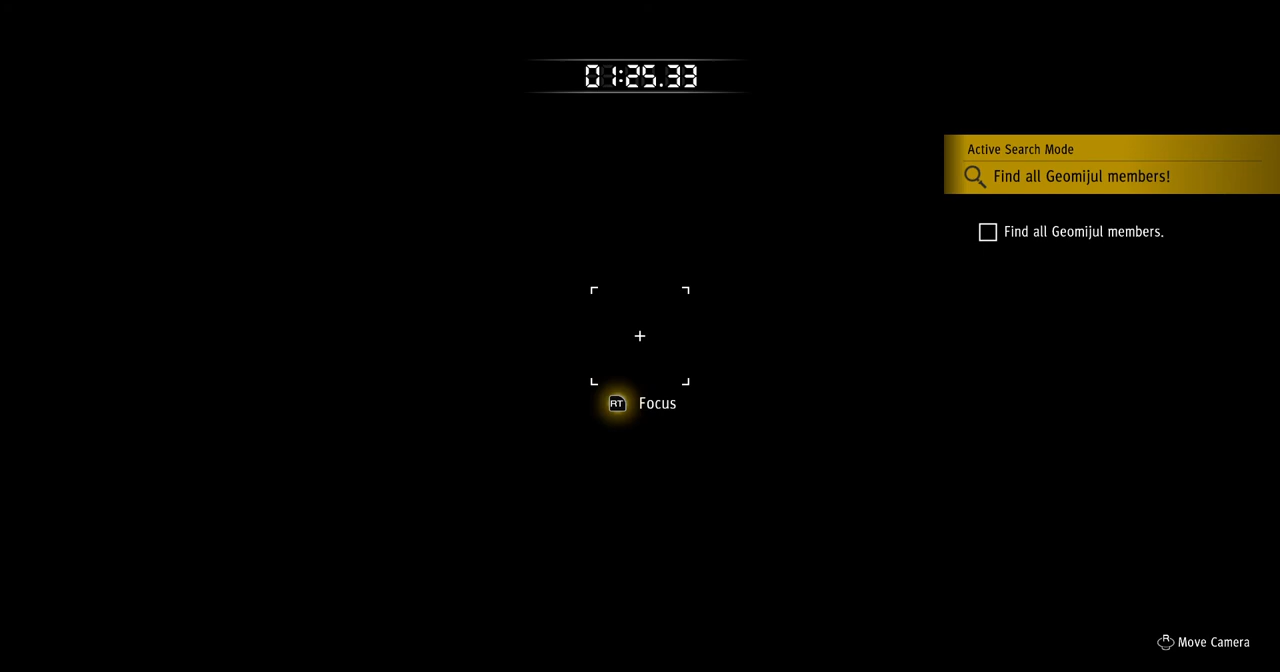 01:25.33
Active Search Mode
Find all Geomijul members!
Find all Geomijul members.
RT Focus
R Move Camera